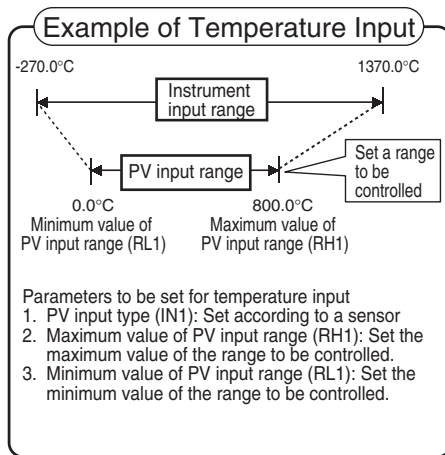 Example of Temperature Input
-270.0°C
1370.0°C
Instrument
input range
PV input range
Set a range
to be
controlled
0.0°C
Minimum value of
PV input range (RL1)
800.0°C
Maximum value of
PV input range (RH1)
Parameters to be set for temperature input
1. PV input type (IN1): Set according to a sensor
2. Maximum value of PV input range (RH1): Set the
maximum value of the range to be controlled.
3. Minimum value of PV input range (RL1): Set the
minimum value of the range to be controlled.